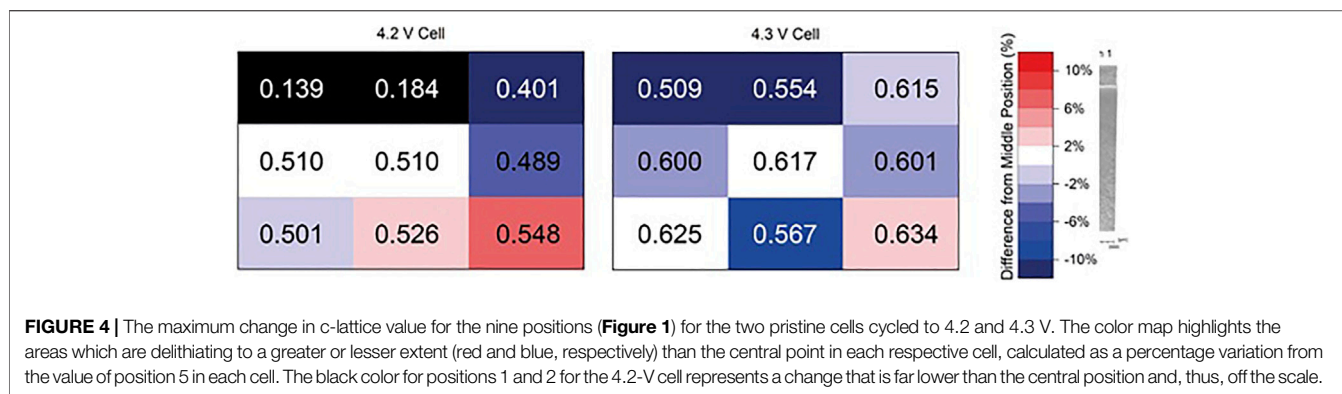 4.2 V Cell 4.3 V Cell
0.139 0.184 0.401 0.509 0.554 0.615
0.510 0.510 0.489 0.600 0.617 0.601
0.501 0.526 0.548 0.625 0.567 0.634
Difference from Middle Position (%)
10%
6%
2%
-2%
-6%
-10%
FIGURE 4 | The maximum change in c-lattice value for the nine positions (Figure 1) for the two pristine cells cycled to 4.2 and 4.3 V. The color map highlights the
areas which are delithiating to a greater or lesser extent (red and blue, respectively) than the central point in each respective cell, calculated as a percentage variation from
the value of position 5 in each cell. The black color for positions 1 and 2 for the 4.2-V cell represents a change that is far lower than the central position and, thus, off the scale.